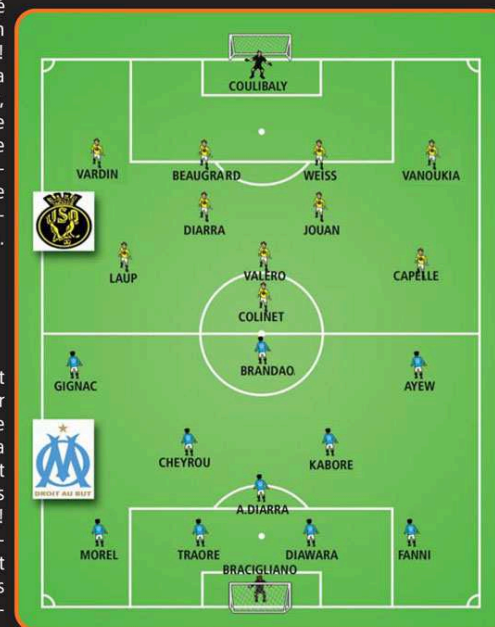 COULIBALY
VARDIN BEAUGRARD WEISS VANOUKIA
DIARRA JOUAN
LAUP VALERO CAPELLE
COLINET
BRANDAO
GIGNAC AYEW
CHEYROU KABORE
A.DIARRA
DROIT AU BUT
MOREL TRAORE DIAWARA FANNI
BRACIGLIANO